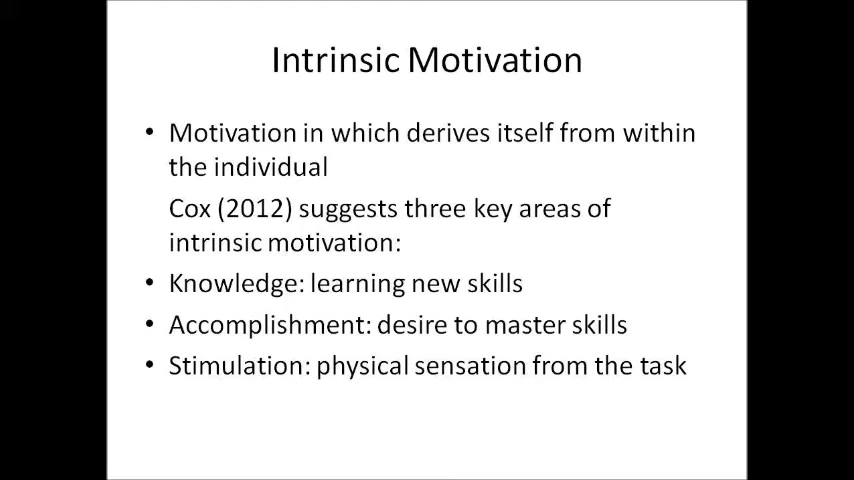 Intrinsic Motivation
• Motivation in which derives itself from within
the individual
Cox (2012) suggests three key areas of
intrinsic motivation:
• Knowledge: learning new skills
• Accomplishment: desire to master skills
• Stimulation: physical sensation from the task